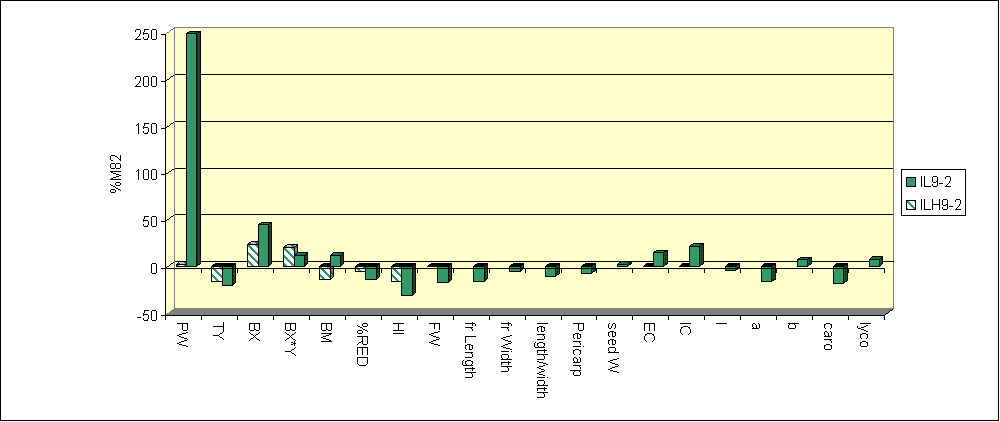 250
200
150
100
50
0
-50
%M82
PW
TY
BX
BX*Y
BM
%RED
HI
FW
fr Length
fr Width
length/width
Pericarp
seed W
EC
IC
l
a
b
caro
lyco
IL9-2
ILH9-2